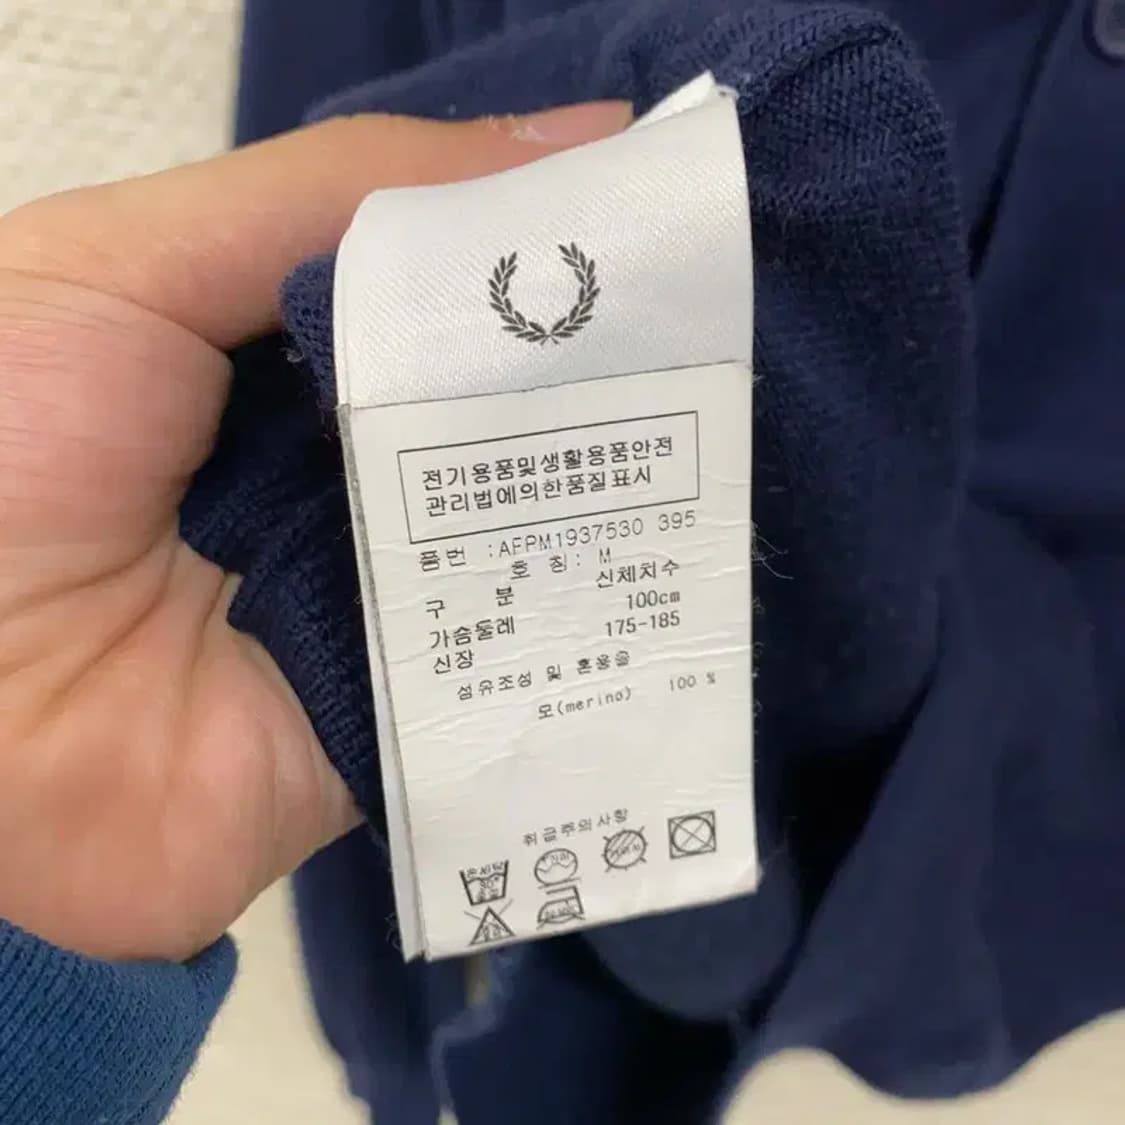 전기용품및생활용품안전
관리법에의한품질표시
품번 :AFPM1937530 395
호 칭: M
구 분 신체치수
가슴둘레 100cm
신장 175-185
섬유조성 및 혼용율
모(merino) 100 %
취급주의사항